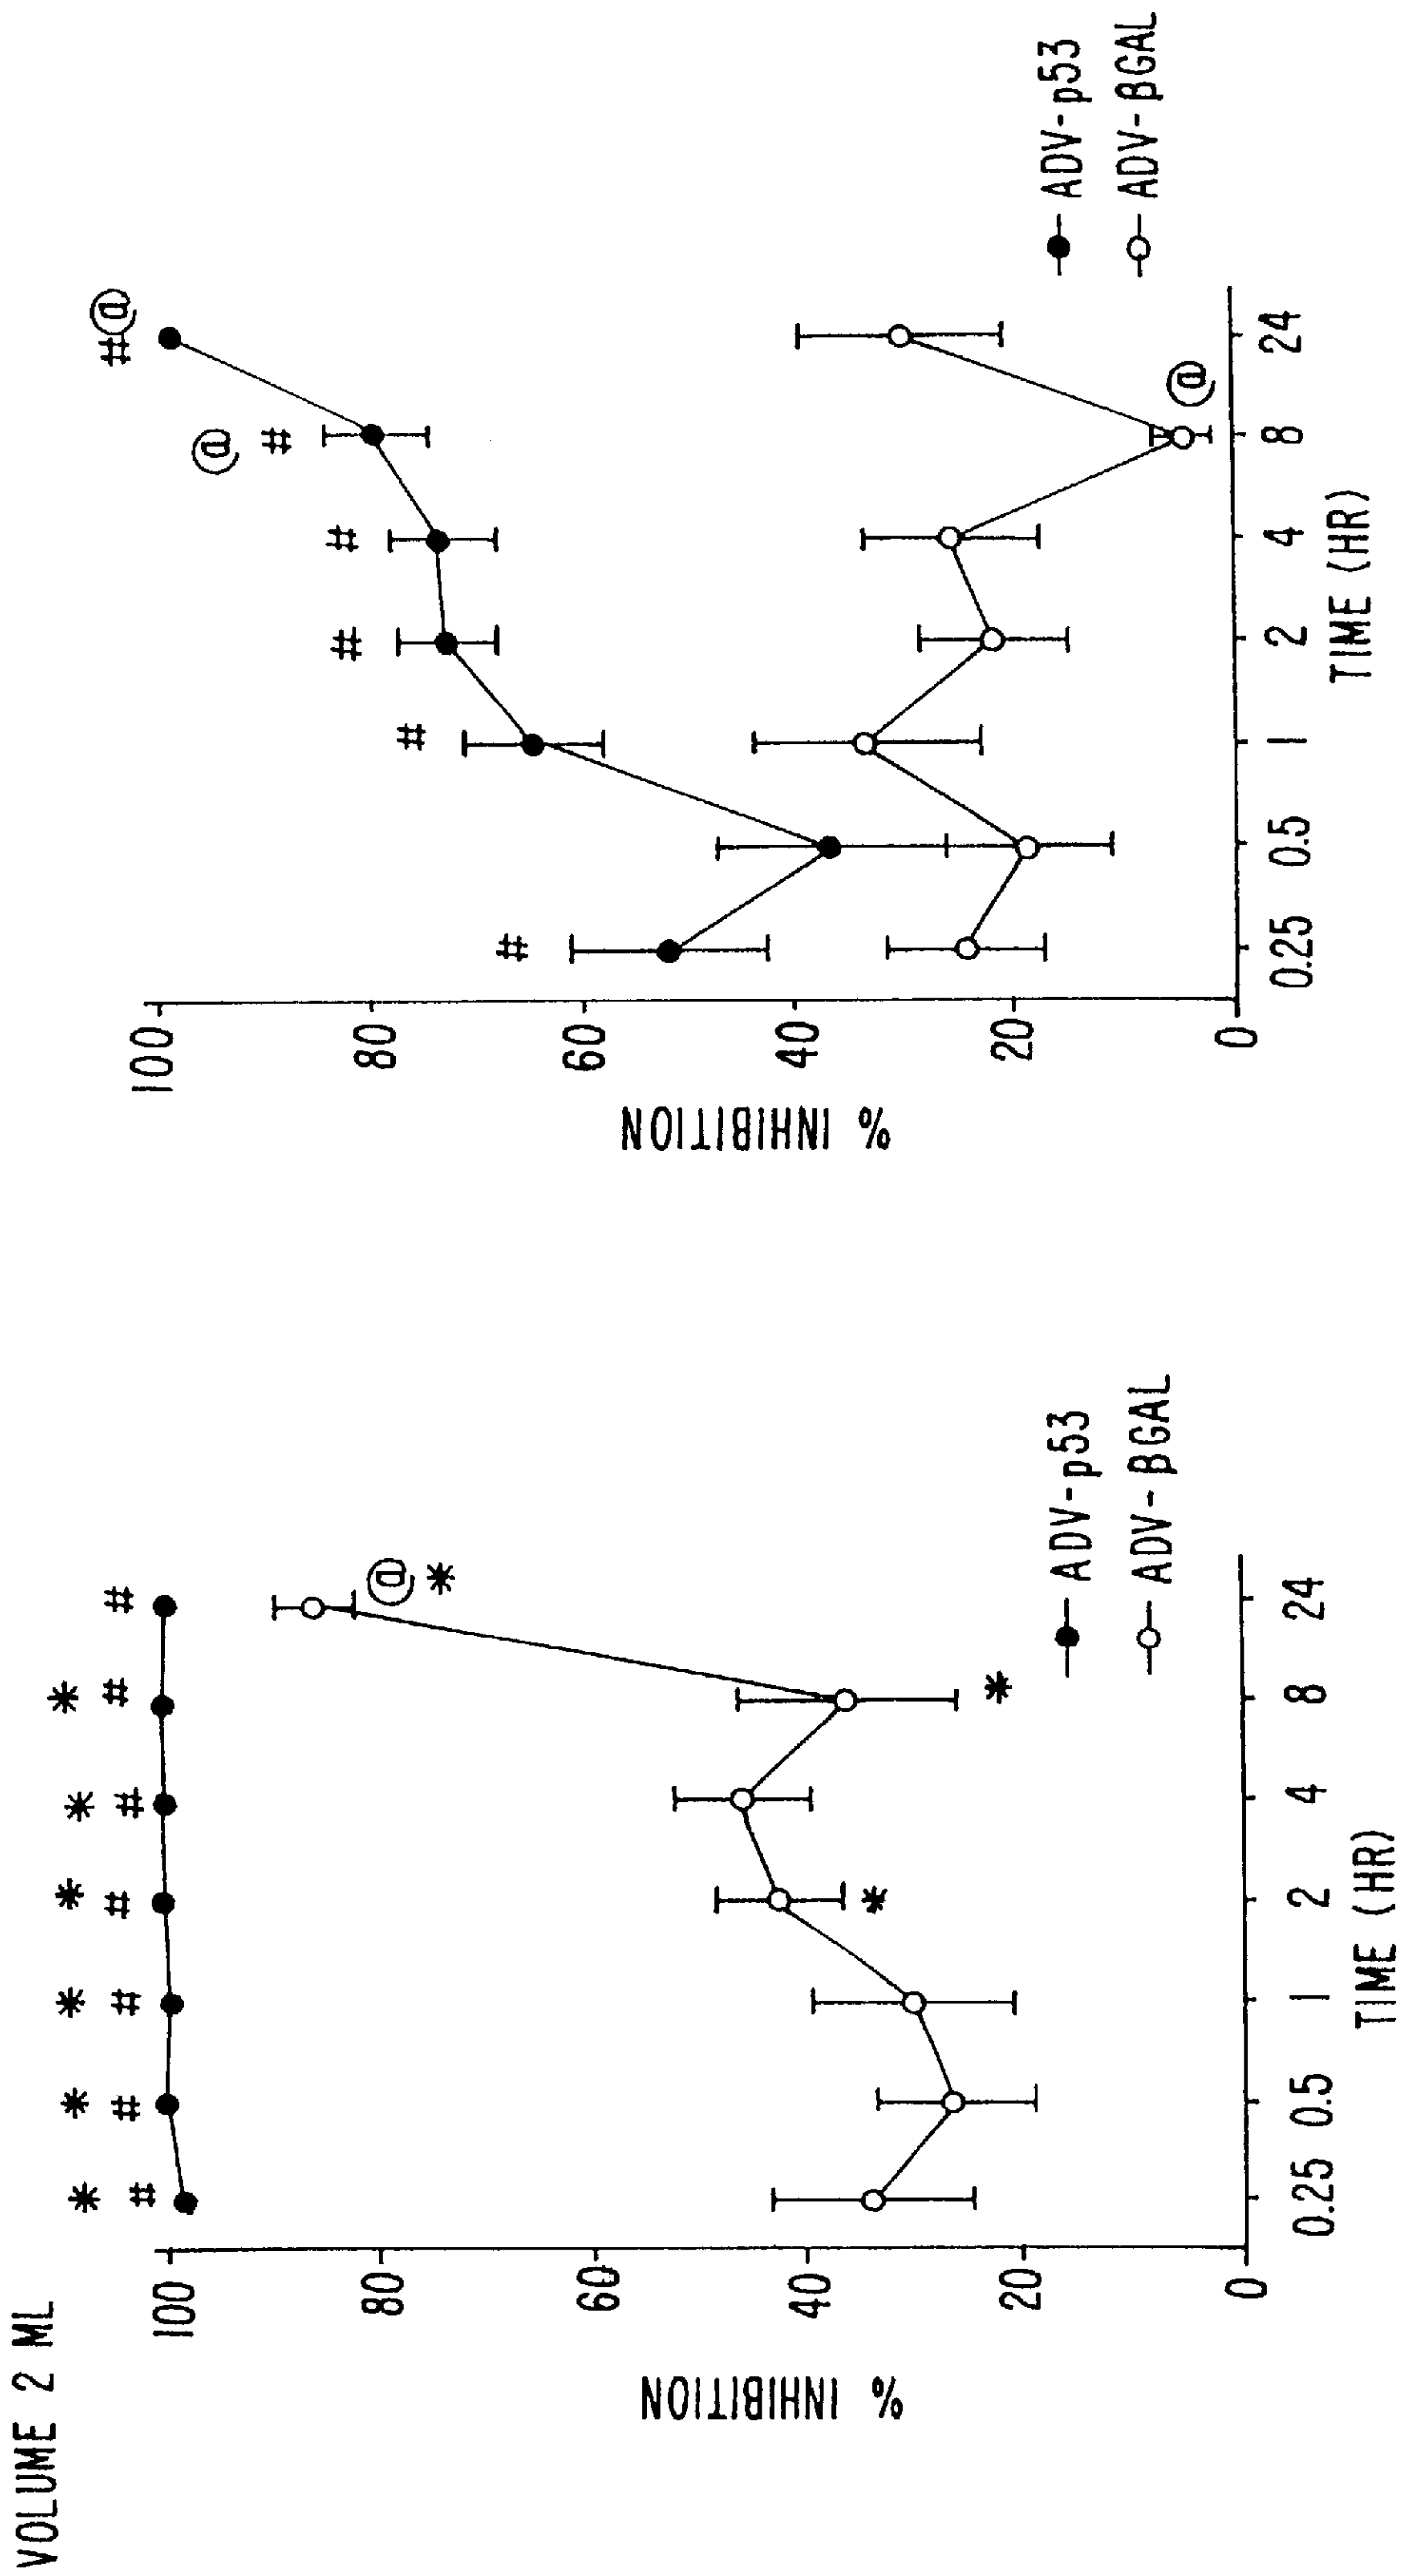 VOLUME 2 ML
% INHIBITION
100
80
60
40
20
0
* * * * * *
# # # # # # #
@
*
* *
0.25 0.5 1 2 4 8 24
TIME (HR)
ADV-p53
ADV-βGAL
% INHIBITION
100
80
60
40
20
0
# # # # # #
@ @
@
0.25 0.5 1 2 4 8 24
TIME (HR)
ADV-p53
ADV-βGAL